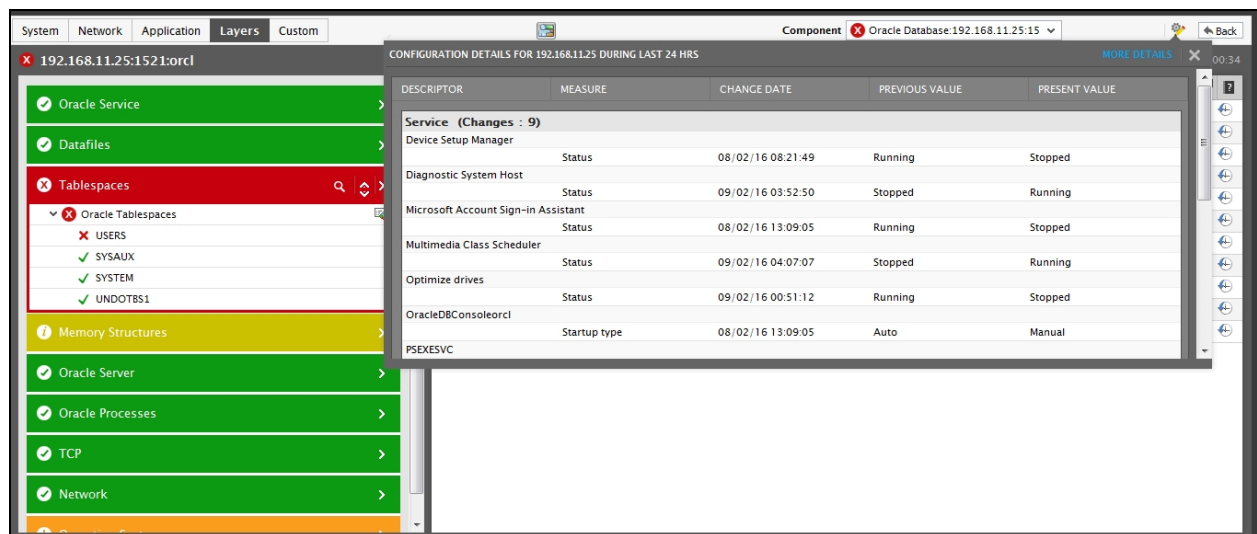 System Network Application Layers Custom Component Oracle Database:192.168.11.25:15 Back
192.168.11.25:1521:orcl
CONFIGURATION DETAILS FOR 192.168.11.25 DURING LAST 24 HRS MORE DETAILS 00:34
DESCRIPTOR MEASURE CHANGE DATE PREVIOUS VALUE PRESENT VALUE ?
Service (Changes : 9)
Device Setup Manager
Status 08/02/16 08:21:49 Running Stopped
Diagnostic System Host
Status 09/02/16 03:52:50 Stopped Running
Microsoft Account Sign-in Assistant
Status 08/02/16 13:09:05 Running Stopped
Multimedia Class Scheduler
Status 09/02/16 04:07:07 Stopped Running
Optimize drives
Status 09/02/16 00:51:12 Running Stopped
OracleDBConsoleorcl
Startup type 08/02/16 13:09:05 Auto Manual
PSEXESVC
Oracle Service
Datafiles
Tablespaces
Oracle Tablespaces
USERS
SYSAUX
SYSTEM
UNDOTBS1
Memory Structures
Oracle Server
Oracle Processes
TCP
Network